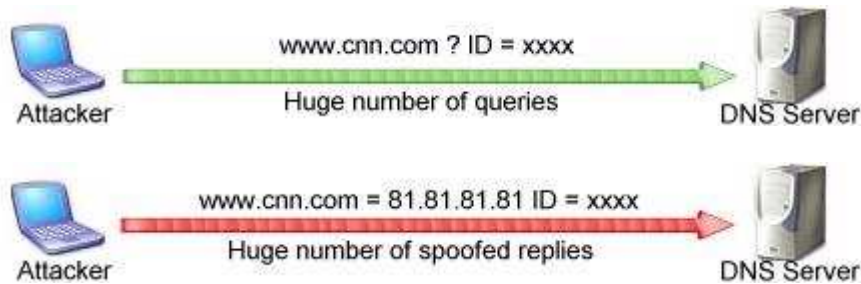 www.cnn.com ? ID = xxxx
Huge number of queries
Attacker
DNS Server
www.cnn.com = 81.81.81.81 ID = xxxx
Huge number of spoofed replies
Attacker
DNS Server